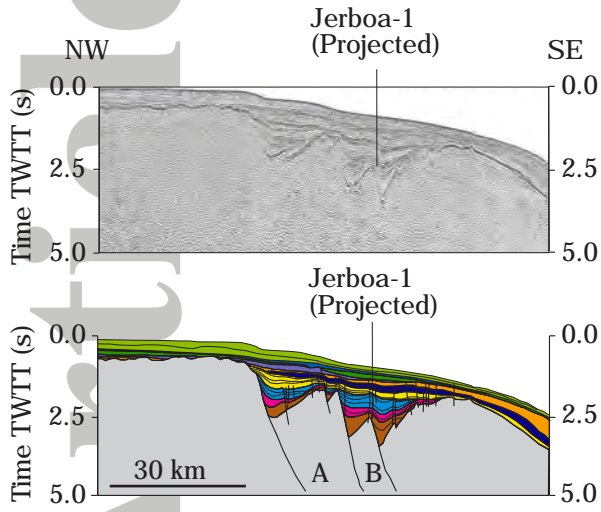 Jerboa-1
(Projected)
NW
SE
0.0
0.0
Time TWTT (s)
2.5
2.5
5.0
5.0
Jerboa-1
(Projected)
0.0
0.0
Time TWTT (s)
2.5
2.5
30 km
A
B
5.0
5.0